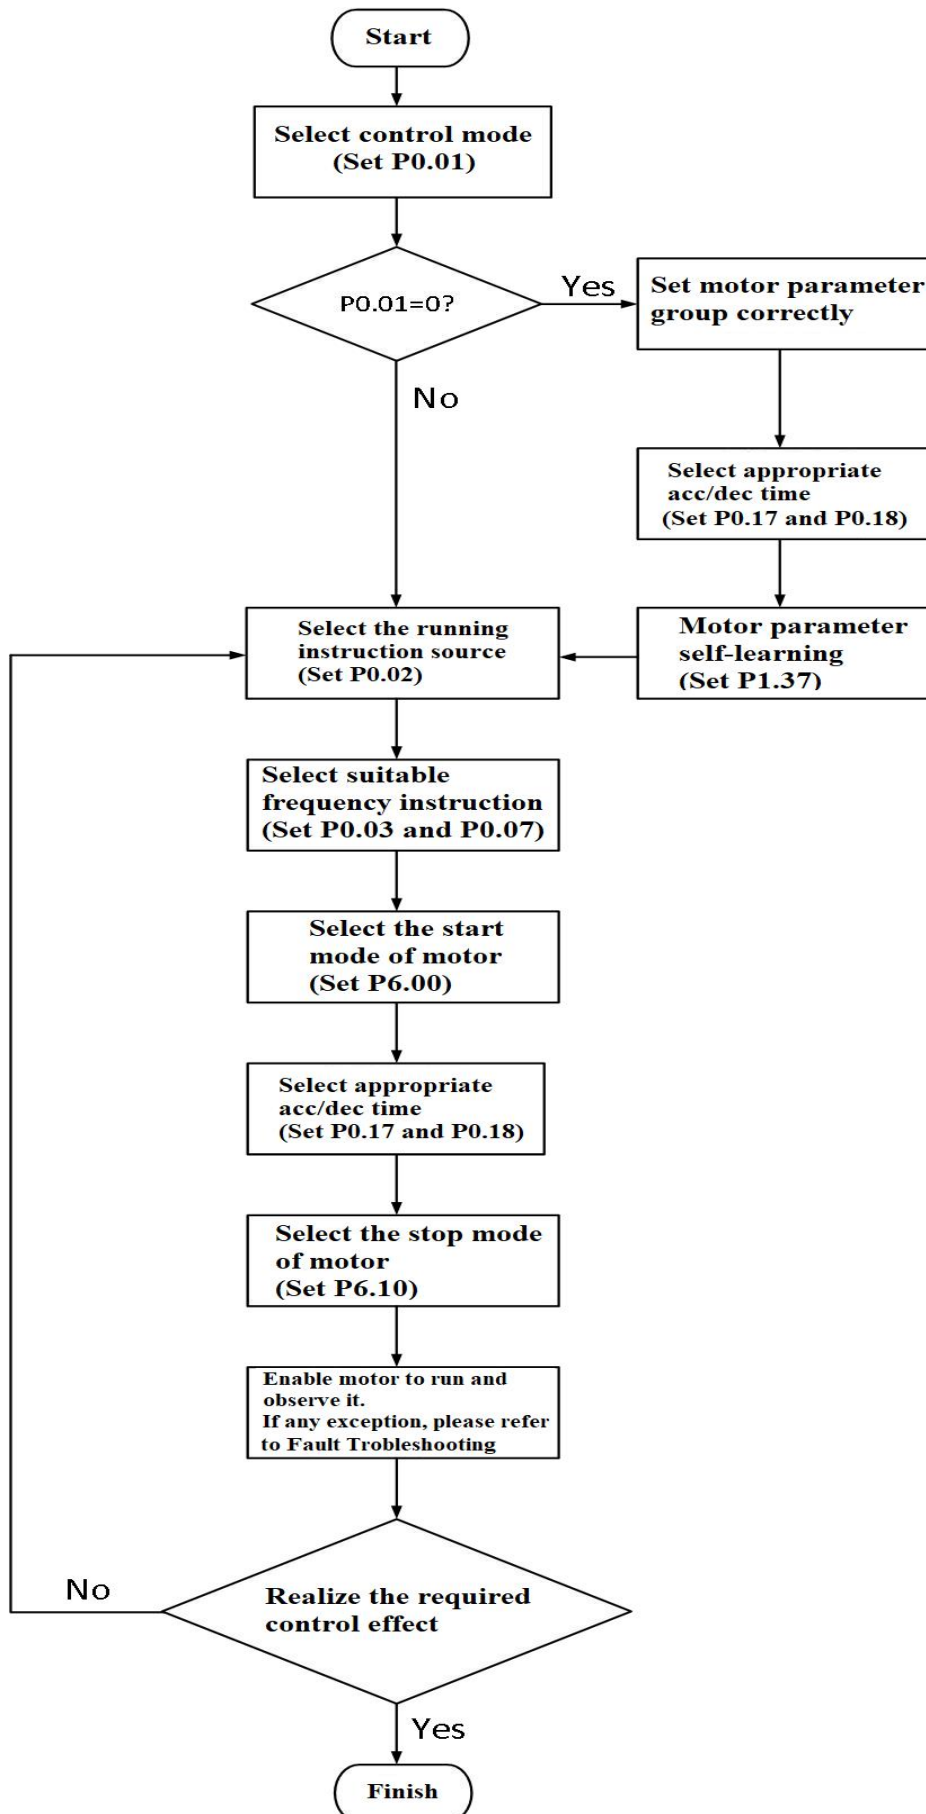 Start
Select control mode
(Set P0.01)
P0.01=0?
Yes
Set motor parameter
group correctly
No
Select appropriate
acc/dec time
(Set P0.17 and P0.18)
Select the running
instruction source
(Set P0.02)
Motor parameter
self-learning
(Set P1.37)
Select suitable
frequency instruction
(Set P0.03 and P0.07)
Select the start
mode of motor
(Set P6.00)
Select appropriate
acc/dec time
(Set P0.17 and P0.18)
Select the stop mode
of motor
(Set P6.10)
Enable motor to run and
observe it.
If any exception, please refer
to Fault Trobleshooting
No
Realize the required
control effect
Yes
Finish